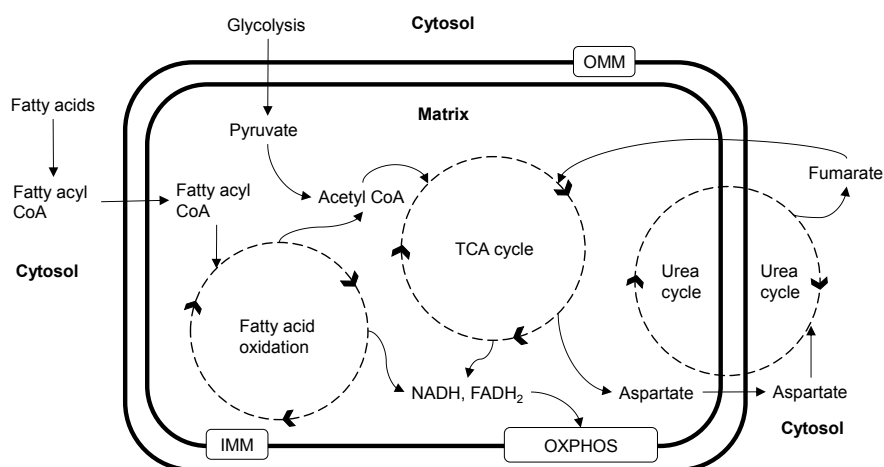 Glycolysis
Cytosol
OMM
Fatty acids
Matrix
Pyruvate
Fumarate
Fatty acyl
CoA
Fatty acyl
CoA
Acetyl CoA
Cytosol
TCA cycle
Urea
cycle
Urea
cycle
Fatty acid
oxidation
NADH, FADH₂
Aspartate
Aspartate
IMM
OXPHOS
Cytosol